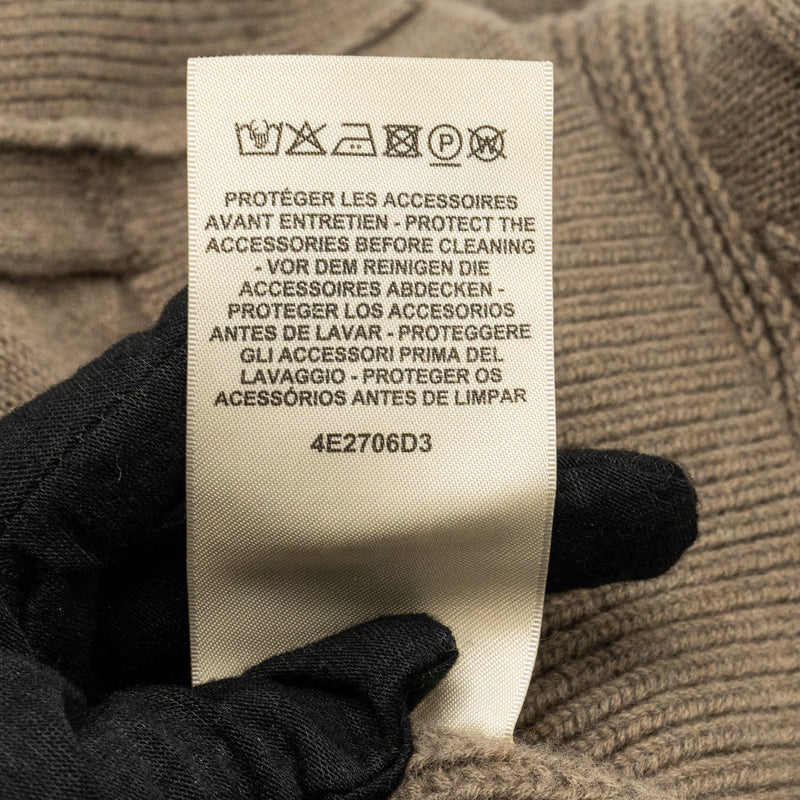 P W
PROTÉGER LES ACCESSOIRES
AVANT ENTRETIEN - PROTECT THE
ACCESSORIES BEFORE CLEANING
- VOR DEM REINIGEN DIE
ACCESSOIRES ABDECKEN -
PROTEGER LOS ACCESORIOS
ANTES DE LAVAR - PROTEGGERE
GLI ACCESSORI PRIMA DEL
LAVAGGIO - PROTEGER OS
ACESSÓRIOS ANTES DE LIMPAR
4E2706D3